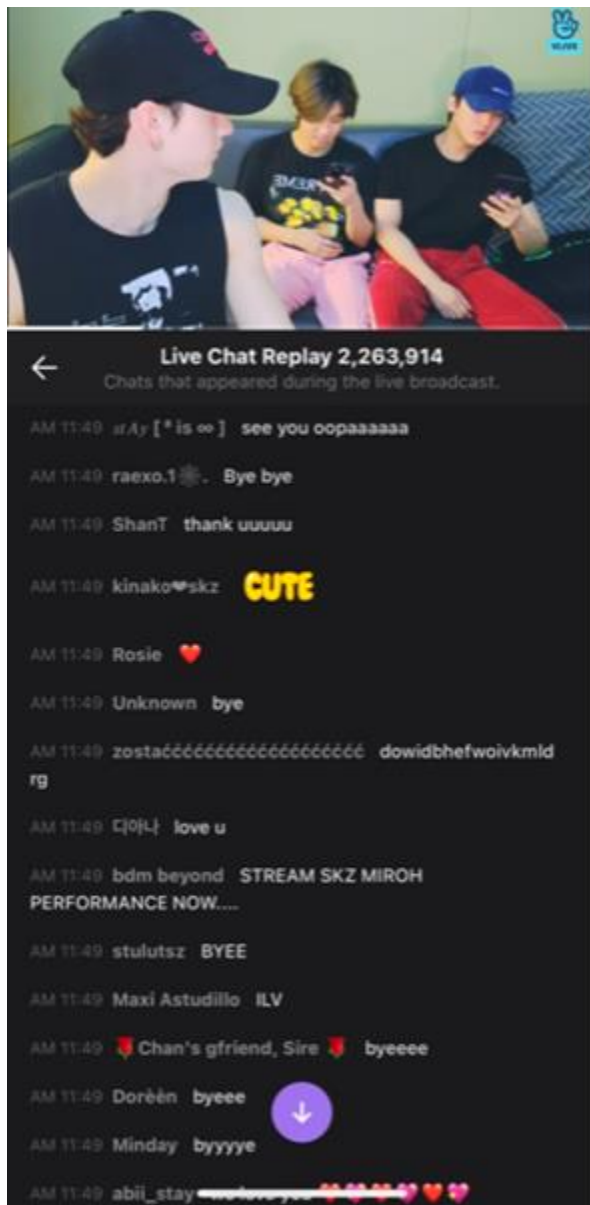 VLIVE
Live Chat Replay 2,263,914
Chats that appeared during the live broadcast.
AM 11:49 stAy [ * is ∞ ] see you oopaaaaaa
AM 11:49 raexo.1🕸. Bye bye
AM 11:49 ShanT thank uuuuu
AM 11:49 kinako❤skz CUTE
AM 11:49 Rosie ❤️
AM 11:49 Unknown bye
AM 11:49 zostaććććććććććććććććććć dowidbhefwoivkmld
rg
AM 11:49 디아나 love u
AM 11:49 bdm beyond STREAM SKZ MIROH
PERFORMANCE NOW....
AM 11:49 stulutsz BYEE
AM 11:49 Maxi Astudillo ILV
AM 11:49 🌹Chan's gfriend, Sire 🌹 byeeee
AM 11:49 Dorèèn byeee
AM 11:49 Minday byyyye
AM 11:49 abii_stay